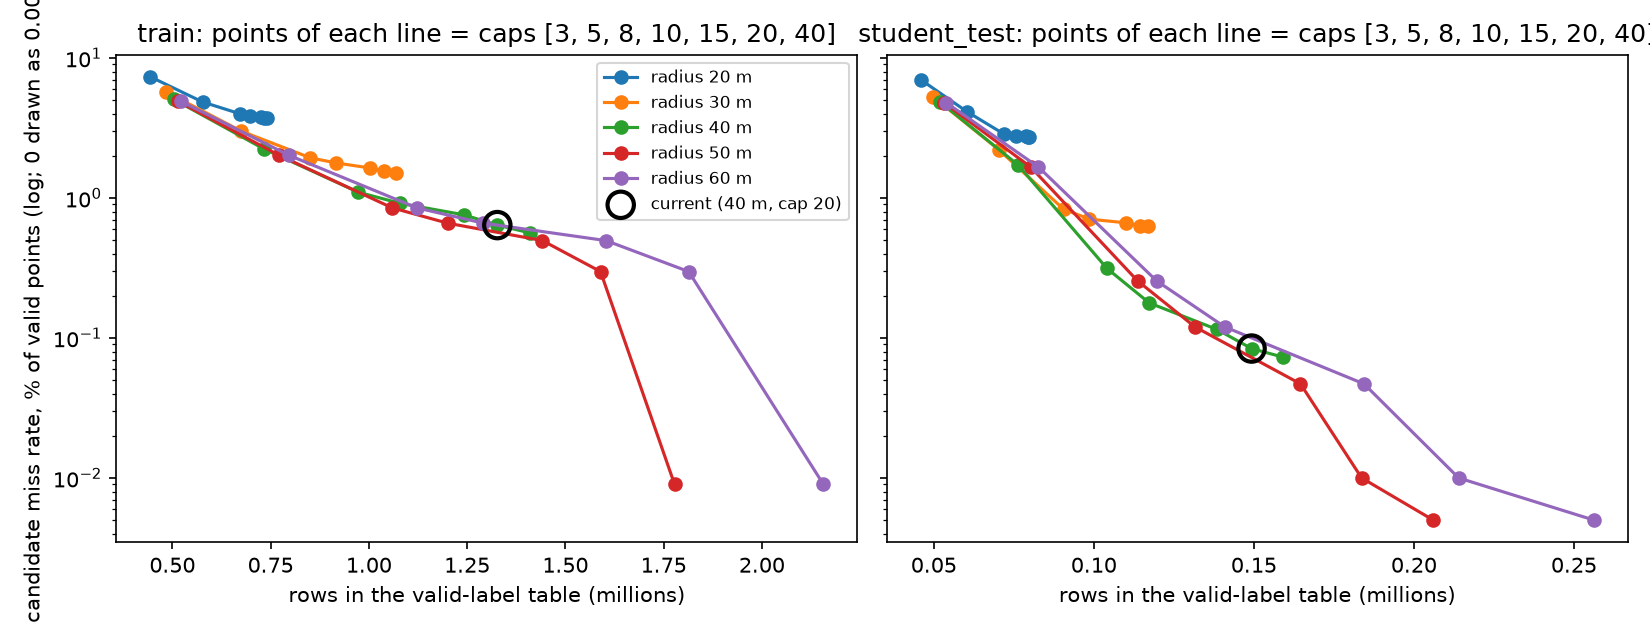 train: points of each line = caps [3, 5, 8, 10, 15, 20, 40]
student_test: points of each line = caps [3, 5, 8, 10, 15, 20, 40]
candidate miss rate, % of valid points (log; 0 drawn as 0.00
10¹
10⁰
10⁻¹
10⁻²
radius 20 m
radius 30 m
radius 40 m
radius 50 m
radius 60 m
current (40 m, cap 20)
0.50 0.75 1.00 1.25 1.50 1.75 2.00
rows in the valid-label table (millions)
0.05 0.10 0.15 0.20 0.25
rows in the valid-label table (millions)